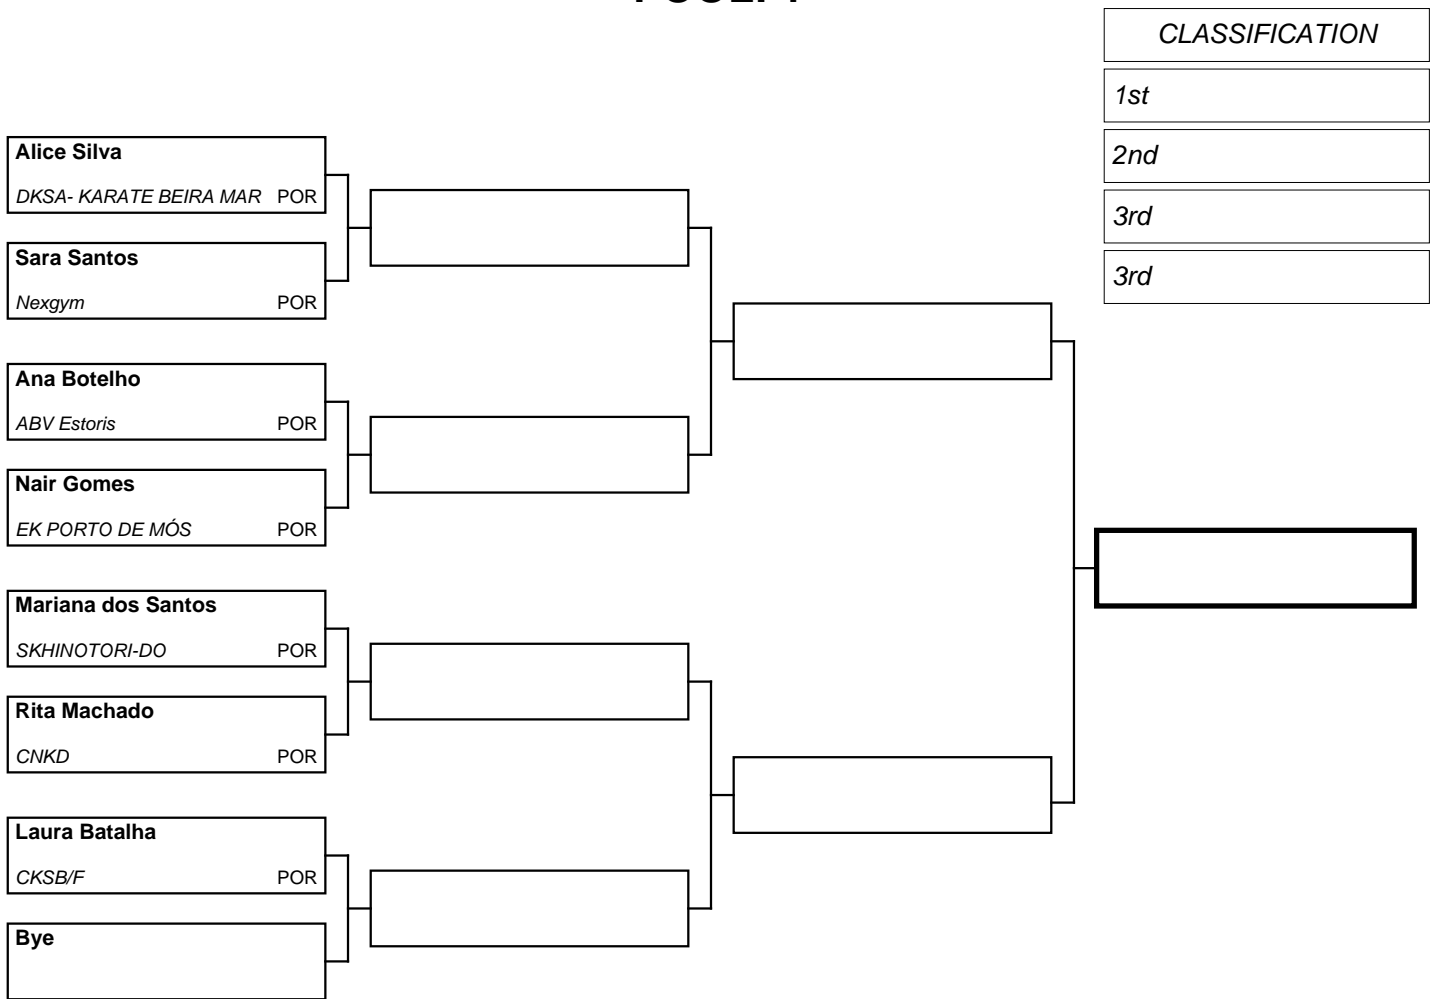 CLASSIFICATION
1st
2nd
3rd
3rd
Alice Silva
DKSA- KARATE BEIRA MAR POR
Sara Santos
Nexgym POR
Ana Botelho
ABV Estoris POR
Nair Gomes
EK PORTO DE MÓS POR
Mariana dos Santos
SKHINOTORI-DO POR
Rita Machado
CNKD POR
Laura Batalha
CKSB/F POR
Bye